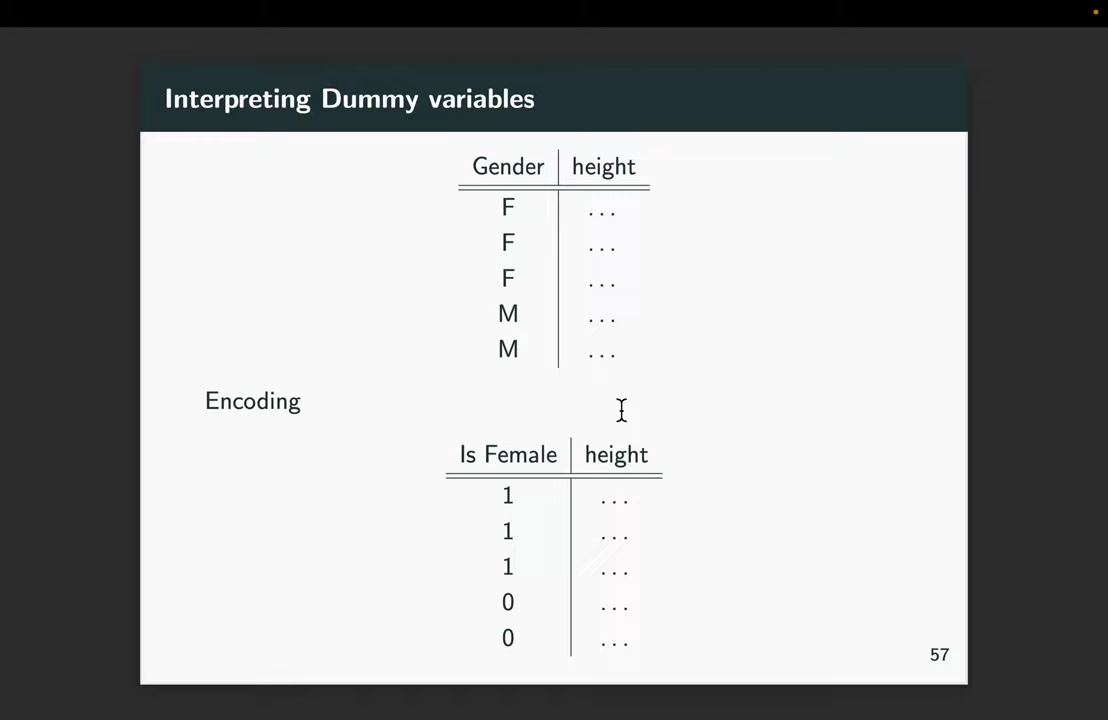 Interpreting Dummy variables
Gender height
F ...
F ...
F ...
M ...
M ...
Encoding
Is Female height
1 ...
1 ...
1 ...
0 ...
0 ...
57